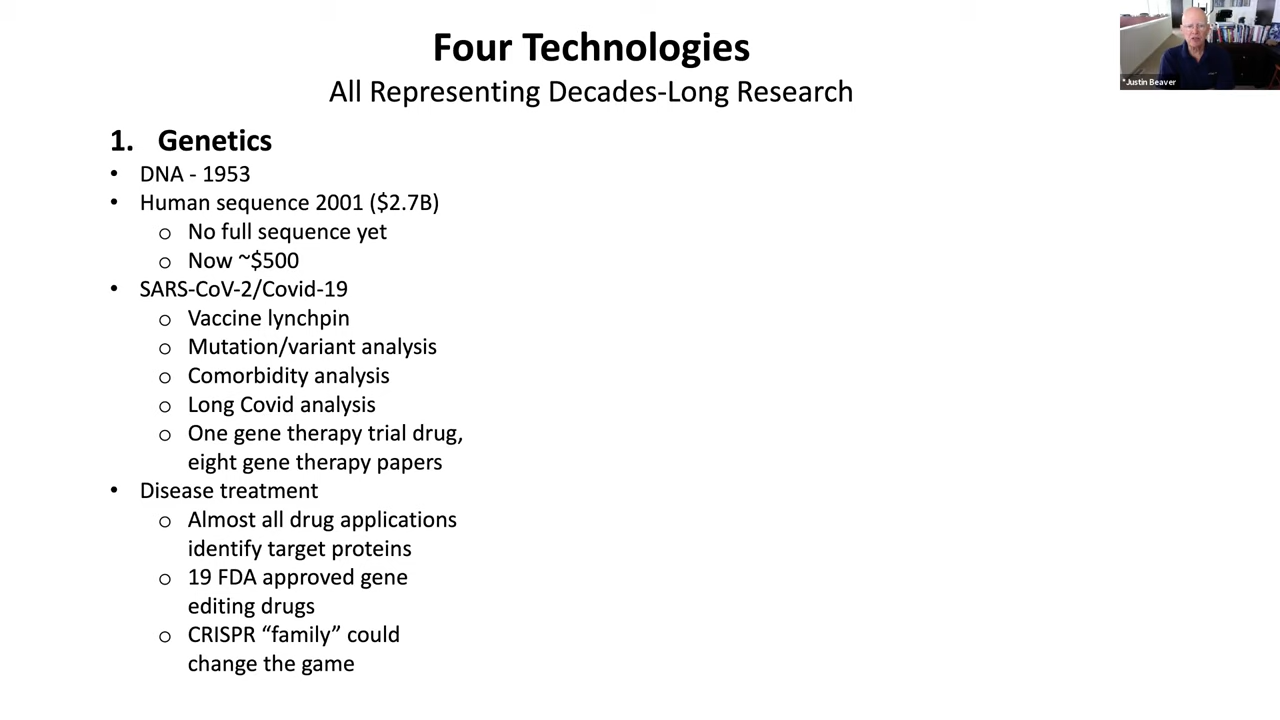 Four Technologies
All Representing Decades-Long Research
1. Genetics
• DNA - 1953
• Human sequence 2001 ($2.7B)
o No full sequence yet
o Now ~$500
• SARS-CoV-2/Covid-19
o Vaccine lynchpin
o Mutation/variant analysis
o Comorbidity analysis
o Long Covid analysis
o One gene therapy trial drug,
eight gene therapy papers
• Disease treatment
o Almost all drug applications
identify target proteins
o 19 FDA approved gene
editing drugs
o CRISPR “family” could
change the game
*Justin Beaver